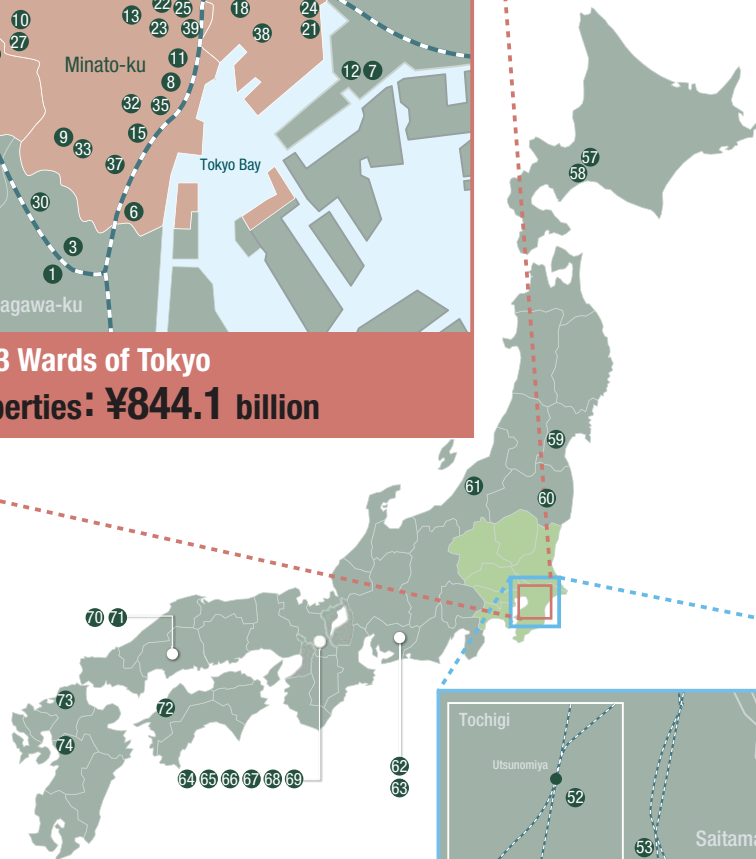 22 25
10 13 18 24
27 23 39 38 21
Minato-ku 11
8 12 7
32 35
9 15
33 37
Tokyo Bay
30 6
3
1
agawa-ku
3 Wards of Tokyo
perties: ¥844.1 billion
57
58
59
61
60
70 71
73
72
74
64 65 66 67 68 69
62
63
Tochigi
Utsunomiya
52
53
Saitama